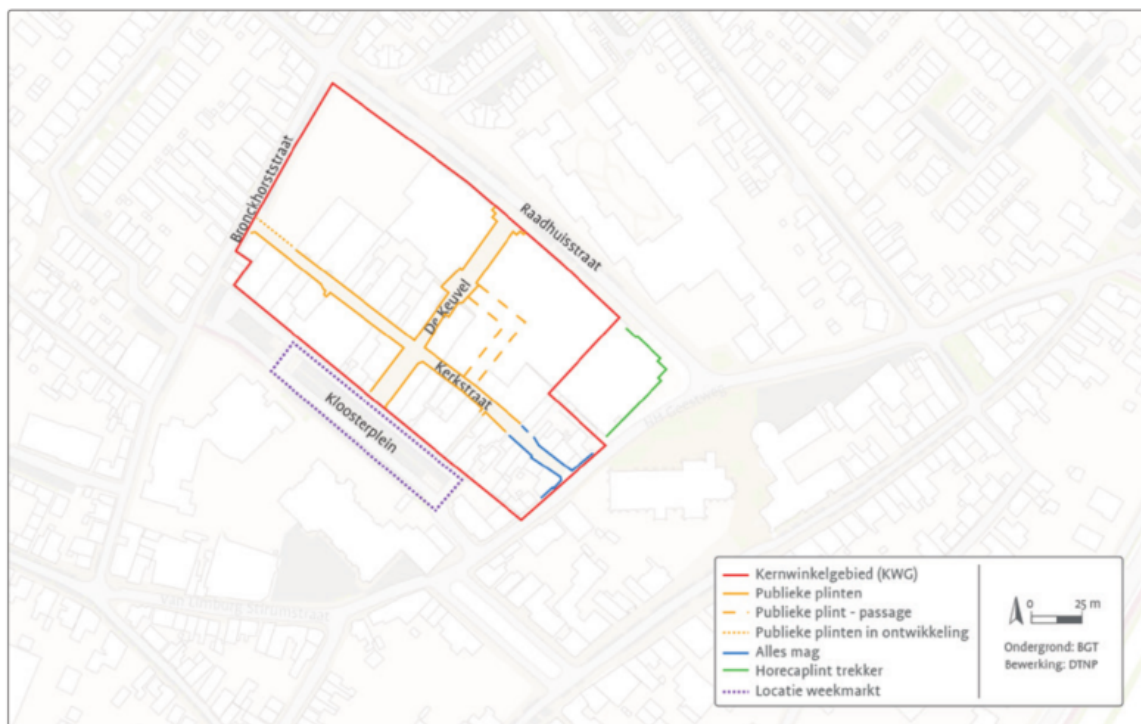 Bronckhorststraat
Raadhuisstraat
De Keuvel
Kerkstraat
Kloosterplein
Van Limburg Stirumstraat
Kernwinkelgebied (KWG)
Publieke plinten
Publieke plint - passage
Publieke plinten in ontwikkeling
Alles mag
Horecaplint trekker
Locatie weekmarkt
0 25 m
Ondergrond: BGT
Bewerking: DTNP